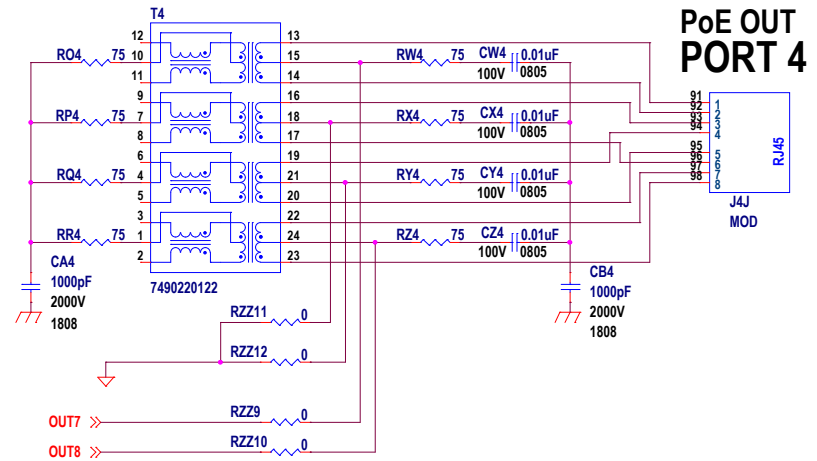 T4
PoE OUT
PORT 4
12
13
RO4 75
10
15
RW4 75
CW4 0.01uF
100V 0805
11
14
9
16
RP4 75
7
18
RX4 75
CX4 0.01uF
100V 0805
8
17
6
19
RQ4 75
4
21
RY4 75
CY4 0.01uF
100V 0805
5
20
3
22
RR4 75
1
24
RZ4 75
CZ4 0.01uF
100V 0805
2
23
91
92
93
94
95
96
97
98
1
2
3
4
5
6
7
8
RJ45
J4J
MOD
CA4
1000pF
2000V
1808
7490220122
CB4
1000pF
2000V
1808
RZZ11 0
RZZ12 0
OUT7
RZZ9 0
OUT8
RZZ10 0